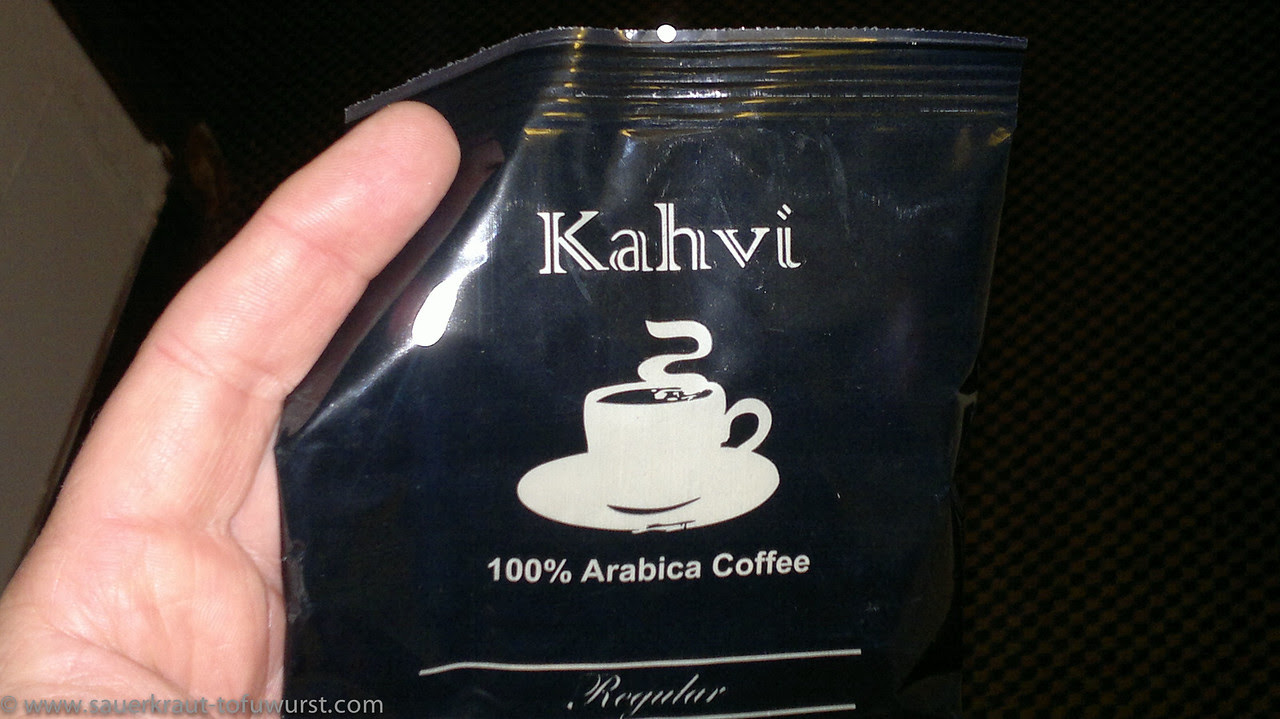 Kahvi
100% Arabica Coffee
Regular
© www.sauerkraut-tofuwurst.com